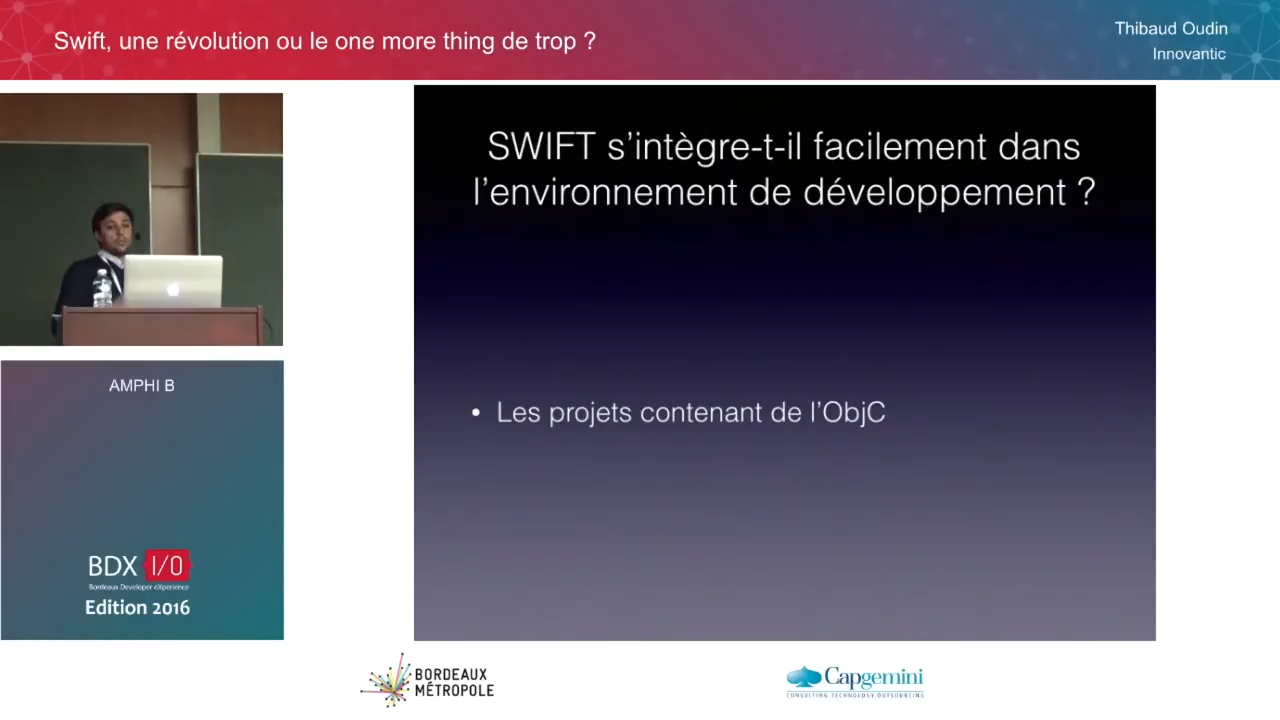 Swift, une révolution ou le one more thing de trop ?
Thibaud Oudin
Innovantic
SWIFT s'intègre-t-il facilement dans
l'environnement de développement ?
• Les projets contenant de l'ObjC
AMPHI B
BDX I/O
Bordeaux Developer eXperience
Edition 2016
BORDEAUX
MÉTROPOLE
Capgemini
CONSULTING.TECHNOLOGY.OUTSOURCING